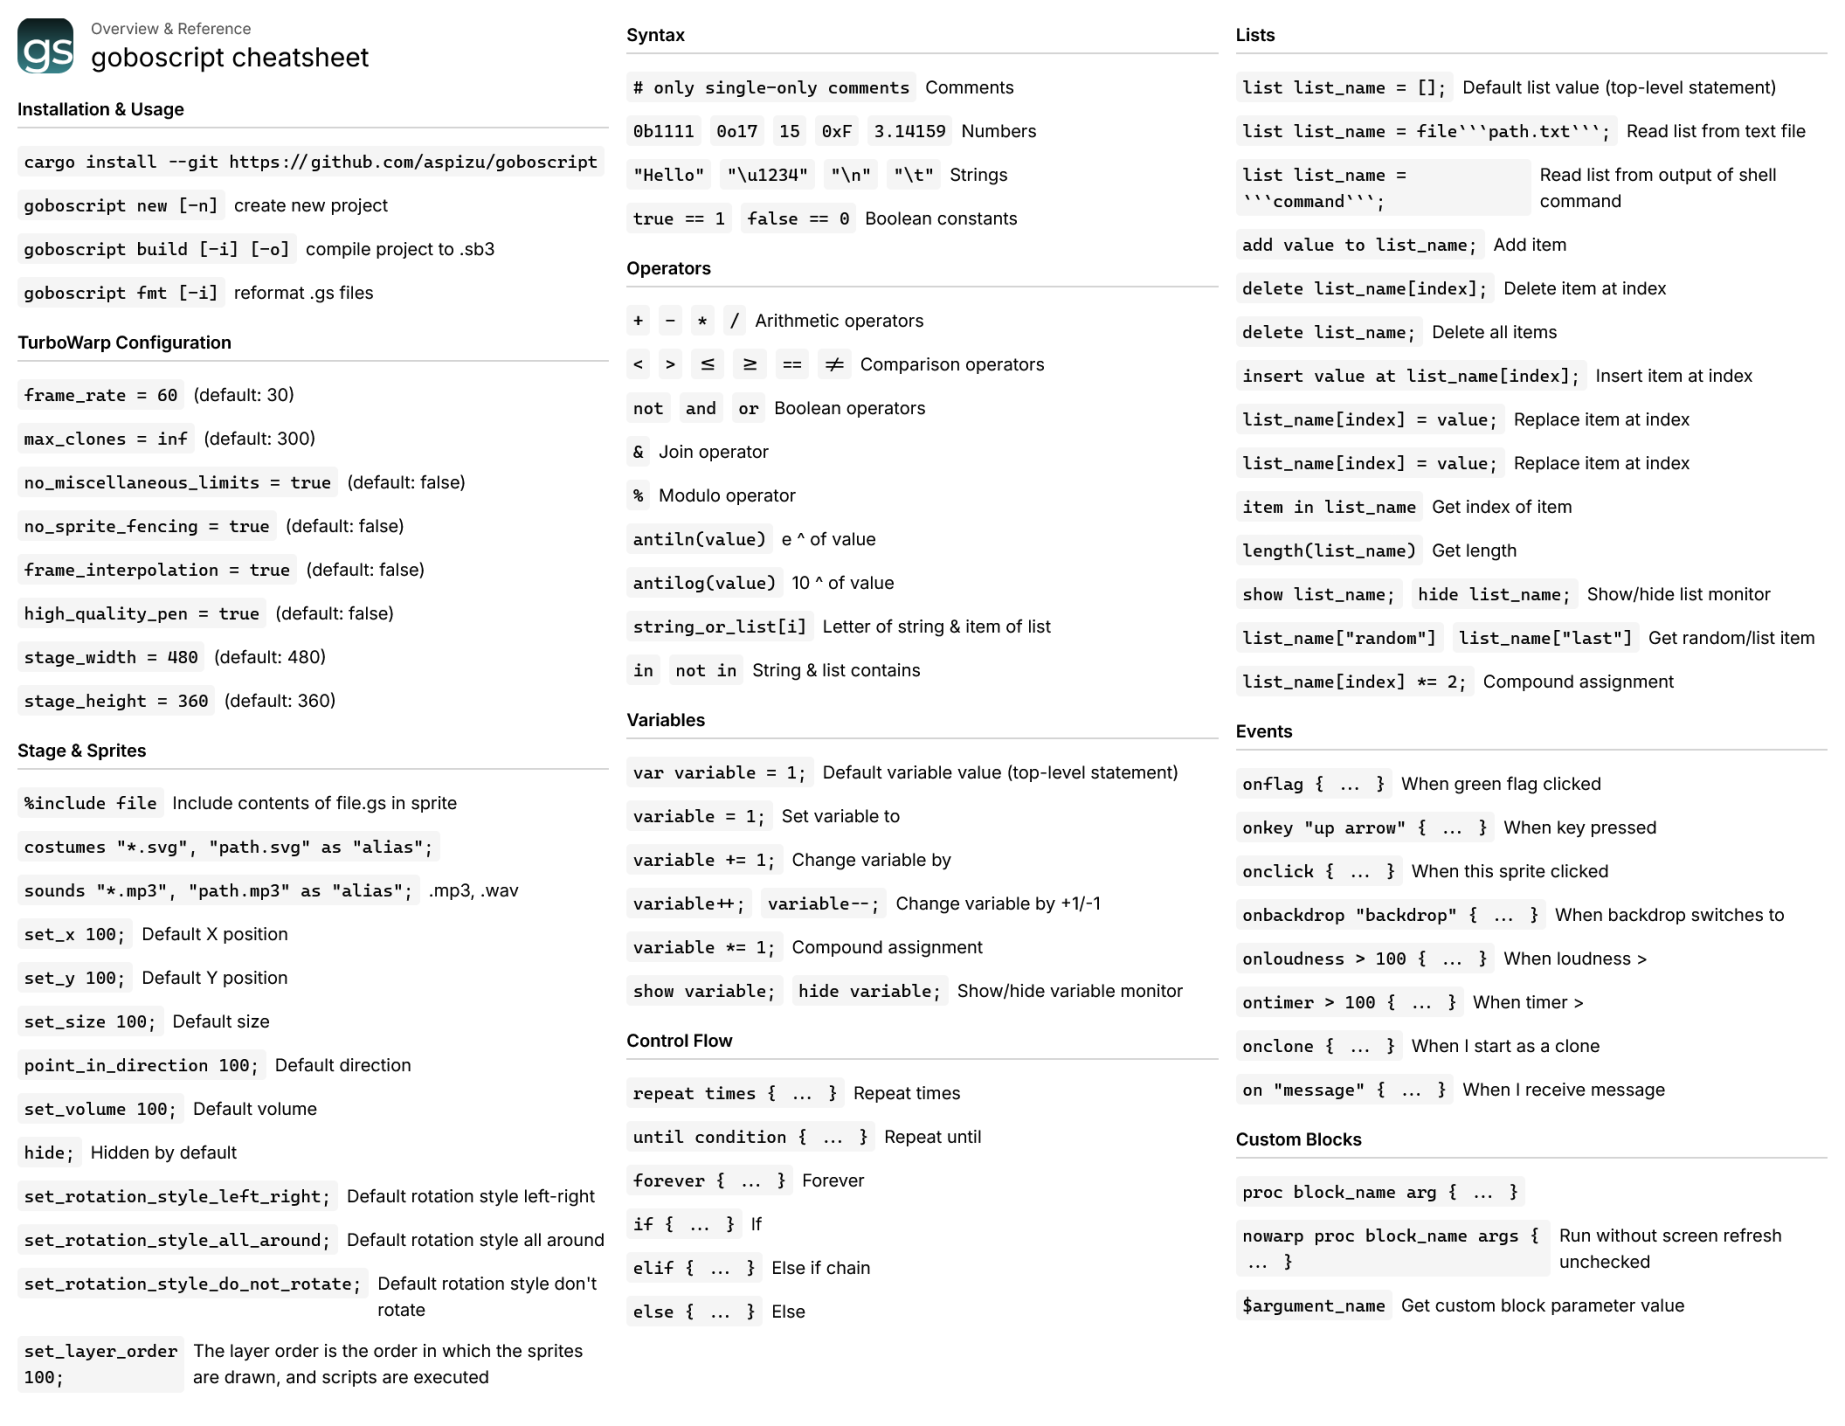 gs
Overview & Reference
goboscript cheatsheet
Installation & Usage
cargo install --git https://github.com/aspizu/goboscript
goboscript new [-n] create new project
goboscript build [-i] [-o] compile project to .sb3
goboscript fmt [-i] reformat .gs files
TurboWarp Configuration
frame_rate = 60 (default: 30)
max_clones = inf (default: 300)
no_miscellaneous_limits = true (default: false)
no_sprite_fencing = true (default: false)
frame_interpolation = true (default: false)
high_quality_pen = true (default: false)
stage_width = 480 (default: 480)
stage_height = 360 (default: 360)
Stage & Sprites
%include file Include contents of file.gs in sprite
costumes "*.svg", "path.svg" as "alias";
sounds "*.mp3", "path.mp3" as "alias"; .mp3, .wav
set_x 100; Default X position
set_y 100; Default Y position
set_size 100; Default size
point_in_direction 100; Default direction
set_volume 100; Default volume
hide; Hidden by default
set_rotation_style_left_right; Default rotation style left-right
set_rotation_style_all_around; Default rotation style all around
set_rotation_style_do_not_rotate; Default rotation style don't
rotate
set_layer_order The layer order is the order in which the sprites
100; are drawn, and scripts are executed
Syntax
# only single-only comments Comments
0b1111 0o17 15 0xF 3.14159 Numbers
"Hello" "\u1234" "\n" "\t" Strings
true == 1 false == 0 Boolean constants
Operators
+ - * / Arithmetic operators
< > ≤ ≥ == ≠ Comparison operators
not and or Boolean operators
& Join operator
% Modulo operator
antiln(value) e ^ of value
antilog(value) 10 ^ of value
string_or_list[i] Letter of string & item of list
in not in String & list contains
Variables
var variable = 1; Default variable value (top-level statement)
variable = 1; Set variable to
variable += 1; Change variable by
variable++; variable--; Change variable by +1/-1
variable *= 1; Compound assignment
show variable; hide variable; Show/hide variable monitor
Control Flow
repeat times { ... } Repeat times
until condition { ... } Repeat until
forever { ... } Forever
if { ... } If
elif { ... } Else if chain
else { ... } Else
Lists
list list_name = []; Default list value (top-level statement)
list list_name = file```path.txt```; Read list from text file
list list_name = Read list from output of shell
```command```; command
add value to list_name; Add item
delete list_name[index]; Delete item at index
delete list_name; Delete all items
insert value at list_name[index]; Insert item at index
list_name[index] = value; Replace item at index
list_name[index] = value; Replace item at index
item in list_name Get index of item
length(list_name) Get length
show list_name; hide list_name; Show/hide list monitor
list_name["random"] list_name["last"] Get random/list item
list_name[index] *= 2; Compound assignment
Events
onflag { ... } When green flag clicked
onkey "up arrow" { ... } When key pressed
onclick { ... } When this sprite clicked
onbackdrop "backdrop" { ... } When backdrop switches to
onloudness > 100 { ... } When loudness >
ontimer > 100 { ... } When timer >
onclone { ... } When I start as a clone
on "message" { ... } When I receive message
Custom Blocks
proc block_name arg { ... }
nowarp proc block_name args { Run without screen refresh
... } unchecked
$argument_name Get custom block parameter value